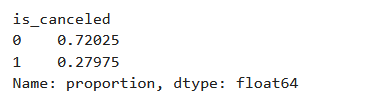 is_canceled
0    0.72025
1    0.27975
Name: proportion, dtype: float64